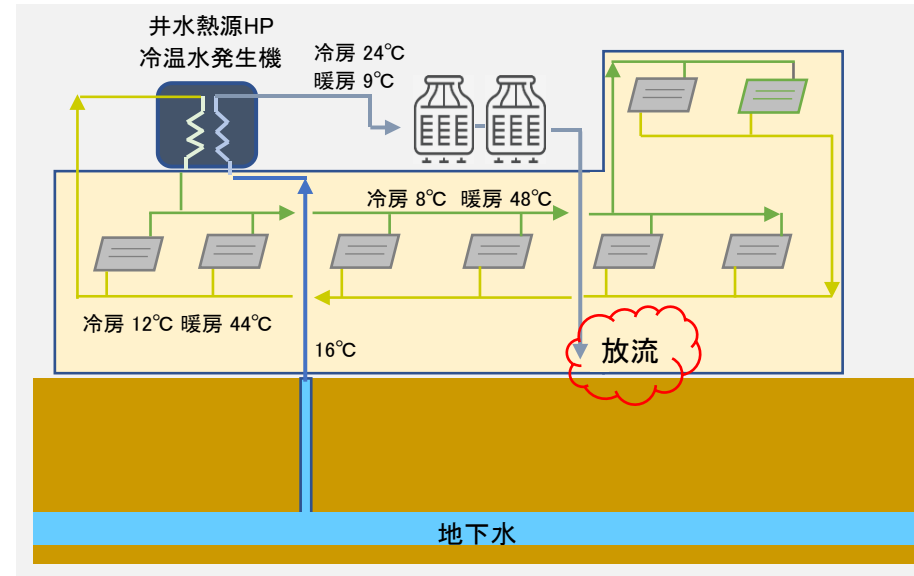 井水熱源HP
冷温水発生機
冷房 24℃
暖房 9℃
冷房 8℃ 暖房 48℃
冷房 12℃ 暖房 44℃
16℃
放流
地下水